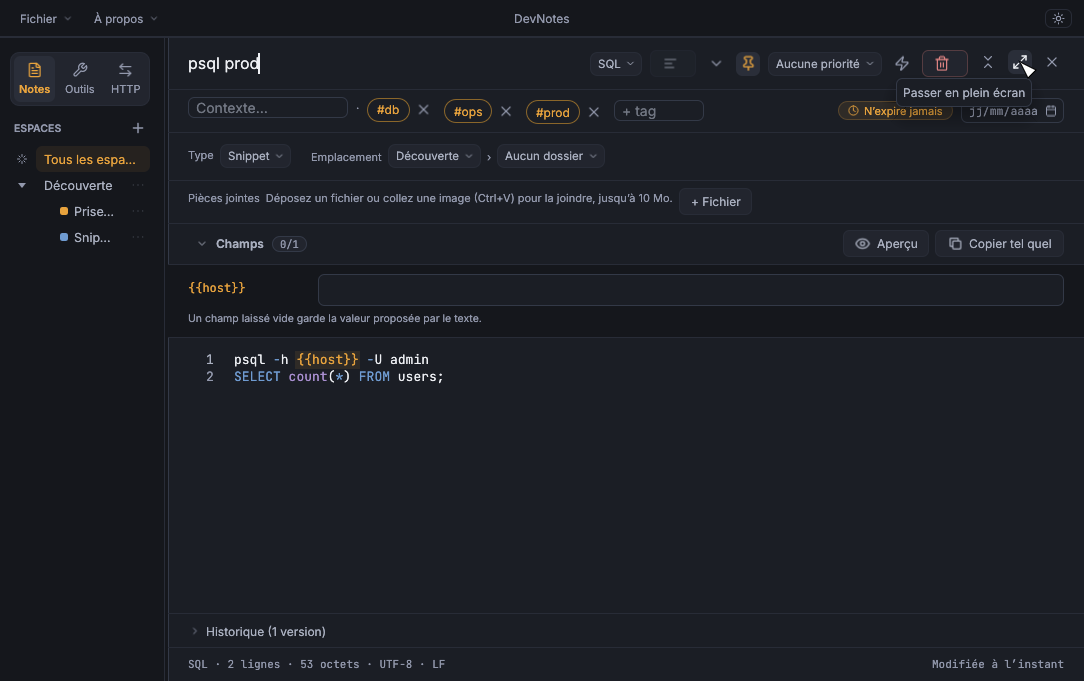 Fichier À propos DevNotes
psql prod SQL Aucune priorité
Passer en plein écran
Notes Outils HTTP
Contexte... · #db #ops #prod + tag N'expire jamais jj/mm/aaaa
ESPACES
Type Snippet Emplacement Découverte › Aucun dossier
Tous les espa...
Découverte ...
Prise... ...
Snip... ...
Pièces jointes Déposez un fichier ou collez une image (Ctrl+V) pour la joindre, jusqu'à 10 Mo. + Fichier
Champs 0/1 Aperçu Copier tel quel
{{host}}
Un champ laissé vide garde la valeur proposée par le texte.
1 psql -h {{host}} -U admin
2 SELECT count(*) FROM users;
Historique (1 version)
SQL · 2 lignes · 53 octets · UTF-8 · LF Modifiée à l'instant